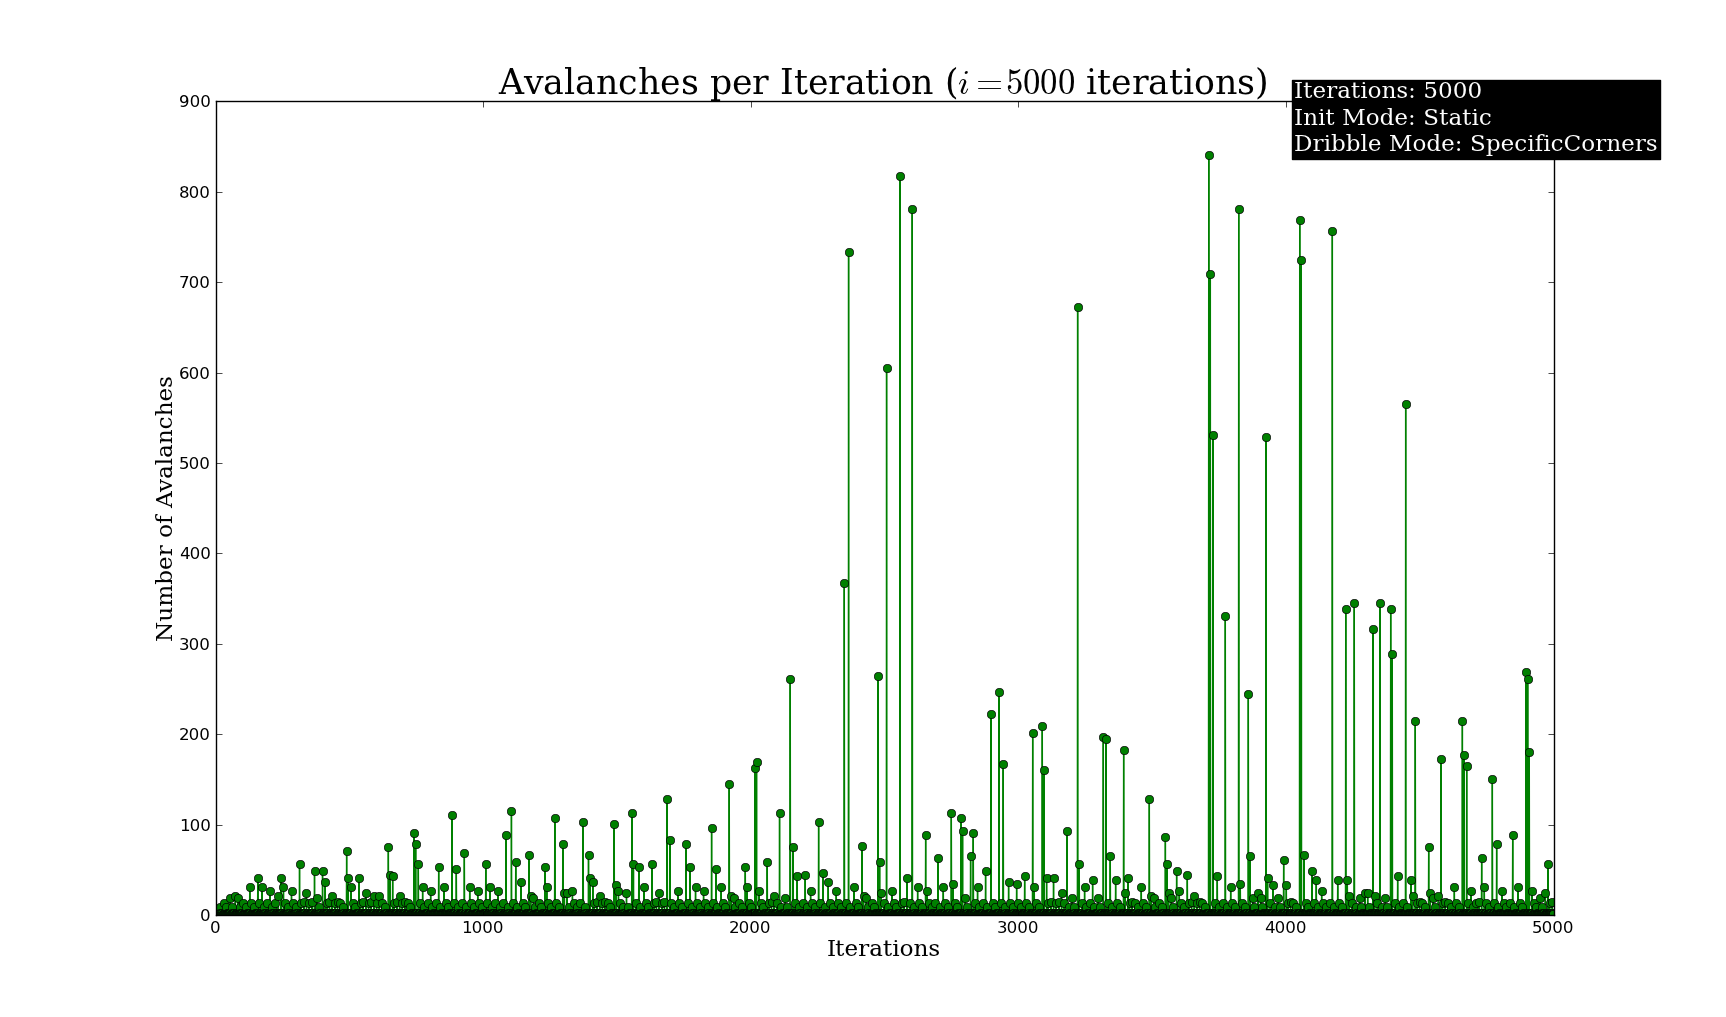 Avalanches per Iteration (i = 5000 iterations)
Iterations: 5000
Init Mode: Static
Dribble Mode: SpecificCorners
900
800
700
600
500
400
300
200
100
0
Number of Avalanches
0 1000 2000 3000 4000 5000
Iterations